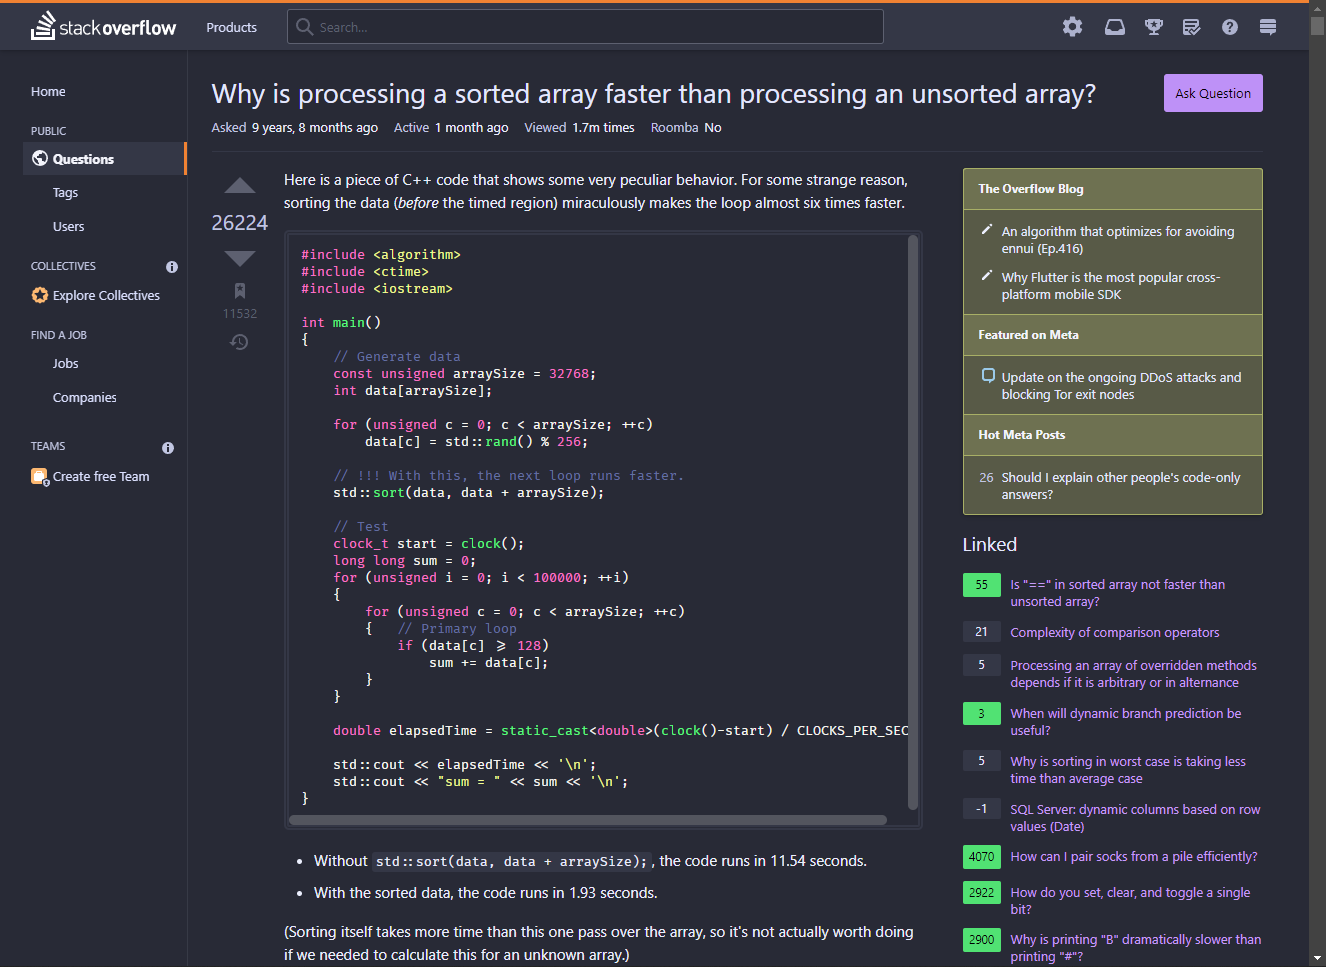 stackoverflow
Products
Search...
Home
PUBLIC
Questions
Tags
Users
COLLECTIVES
Explore Collectives
FIND A JOB
Jobs
Companies
TEAMS
Create free Team
Why is processing a sorted array faster than processing an unsorted array?
Ask Question
Asked 9 years, 8 months ago Active 1 month ago Viewed 1.7m times Roomba No
26224
11532
Here is a piece of C++ code that shows some very peculiar behavior. For some strange reason,
sorting the data (before the timed region) miraculously makes the loop almost six times faster.
#include <algorithm>
#include <ctime>
#include <iostream>
int main()
{
    // Generate data
    const unsigned arraySize = 32768;
    int data[arraySize];
    for (unsigned c = 0; c < arraySize; ++c)
        data[c] = std::rand() % 256;
    // !!! With this, the next loop runs faster.
    std::sort(data, data + arraySize);
    // Test
    clock_t start = clock();
    long long sum = 0;
    for (unsigned i = 0; i < 100000; ++i)
    {
        for (unsigned c = 0; c < arraySize; ++c)
        {   // Primary loop
            if (data[c] >= 128)
                sum += data[c];
        }
    }
    double elapsedTime = static_cast<double>(clock()-start) / CLOCKS_PER_SEC
    std::cout << elapsedTime << '\n';
    std::cout << "sum = " << sum << '\n';
}
• Without std::sort(data, data + arraySize);, the code runs in 11.54 seconds.
• With the sorted data, the code runs in 1.93 seconds.
(Sorting itself takes more time than this one pass over the array, so it's not actually worth doing
if we needed to calculate this for an unknown array.)
The Overflow Blog
An algorithm that optimizes for avoiding
ennui (Ep.416)
Why Flutter is the most popular cross-
platform mobile SDK
Featured on Meta
Update on the ongoing DDoS attacks and
blocking Tor exit nodes
Hot Meta Posts
26 Should I explain other people's code-only
answers?
Linked
55 Is "==" in sorted array not faster than
unsorted array?
21 Complexity of comparison operators
5 Processing an array of overridden methods
depends if it is arbitrary or in alternance
3 When will dynamic branch prediction be
useful?
5 Why is sorting in worst case is taking less
time than average case
-1 SQL Server: dynamic columns based on row
values (Date)
4070 How can I pair socks from a pile efficiently?
2922 How do you set, clear, and toggle a single
bit?
2900 Why is printing "B" dramatically slower than
printing "#"?